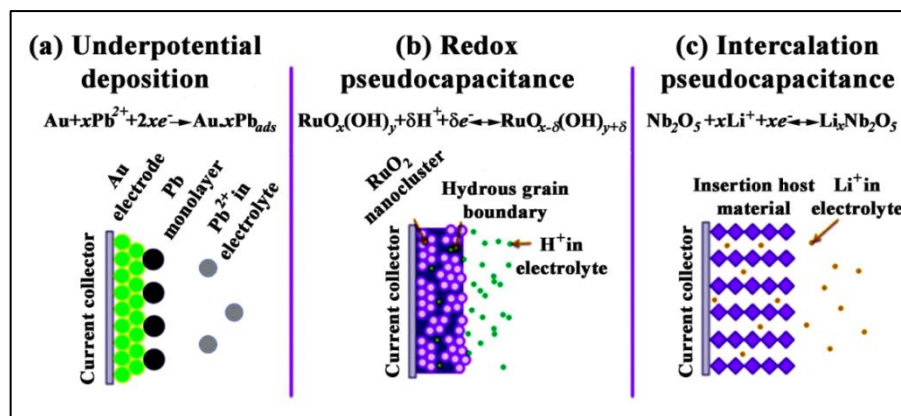 (a) Underpotential
deposition
Au+xPb²⁺+2xe⁻→Au.xPb_ads
Au
electrode
Pb
monolayer
Pb²⁺ in
electrolyte
Current collector
(b) Redox
pseudocapacitance
RuOₓ(OH)ᵧ+δH⁺+δe⁻↔RuOₓ₋δ(OH)ᵧ₊δ
RuO₂
nanocluster
Hydrous grain
boundary
H⁺in
electrolyte
Current collector
(c) Intercalation
pseudocapacitance
Nb₂O₅ +xLi⁺+ xe⁻↔LiₓNb₂O₅
Insertion host
material
Li⁺in
electrolyte
Current collector